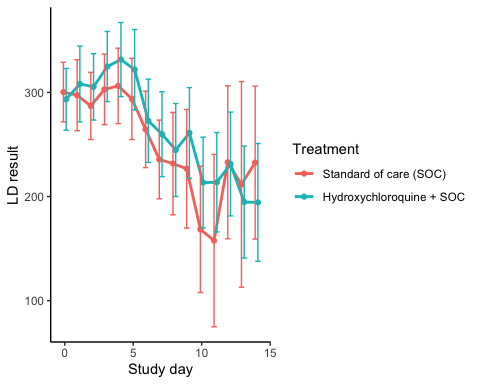 LD result
300
200
100
0
5
10
15
Study day
Treatment
Standard of care (SOC)
Hydroxychloroquine + SOC